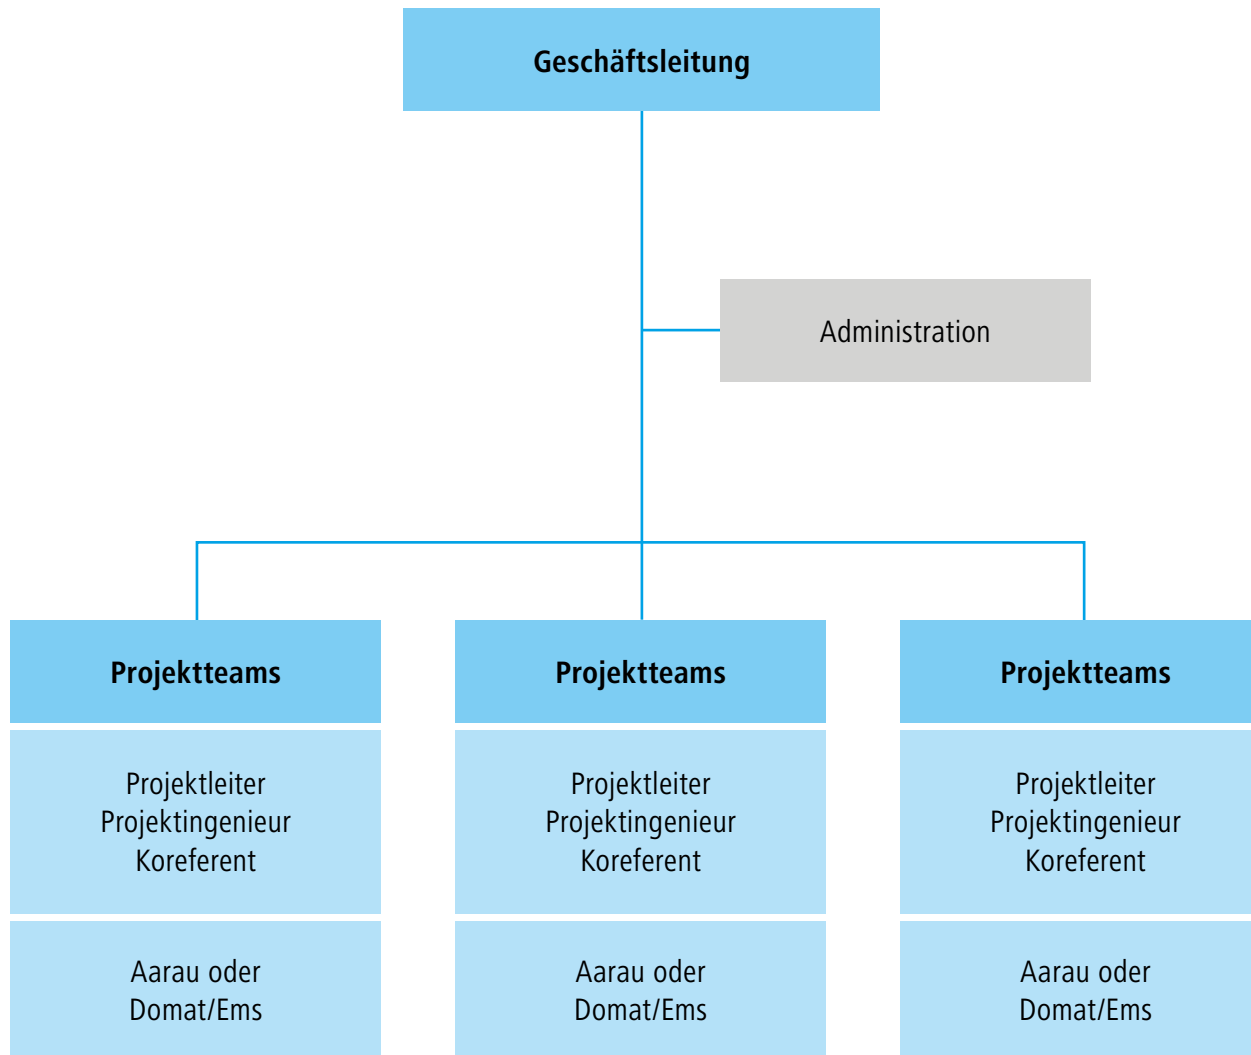 Geschäftsleitung
Administration
Projektteams
Projektleiter
Projektingenieur
Koreferent
Aarau oder
Domat/Ems
Projektteams
Projektleiter
Projektingenieur
Koreferent
Aarau oder
Domat/Ems
Projektteams
Projektleiter
Projektingenieur
Koreferent
Aarau oder
Domat/Ems